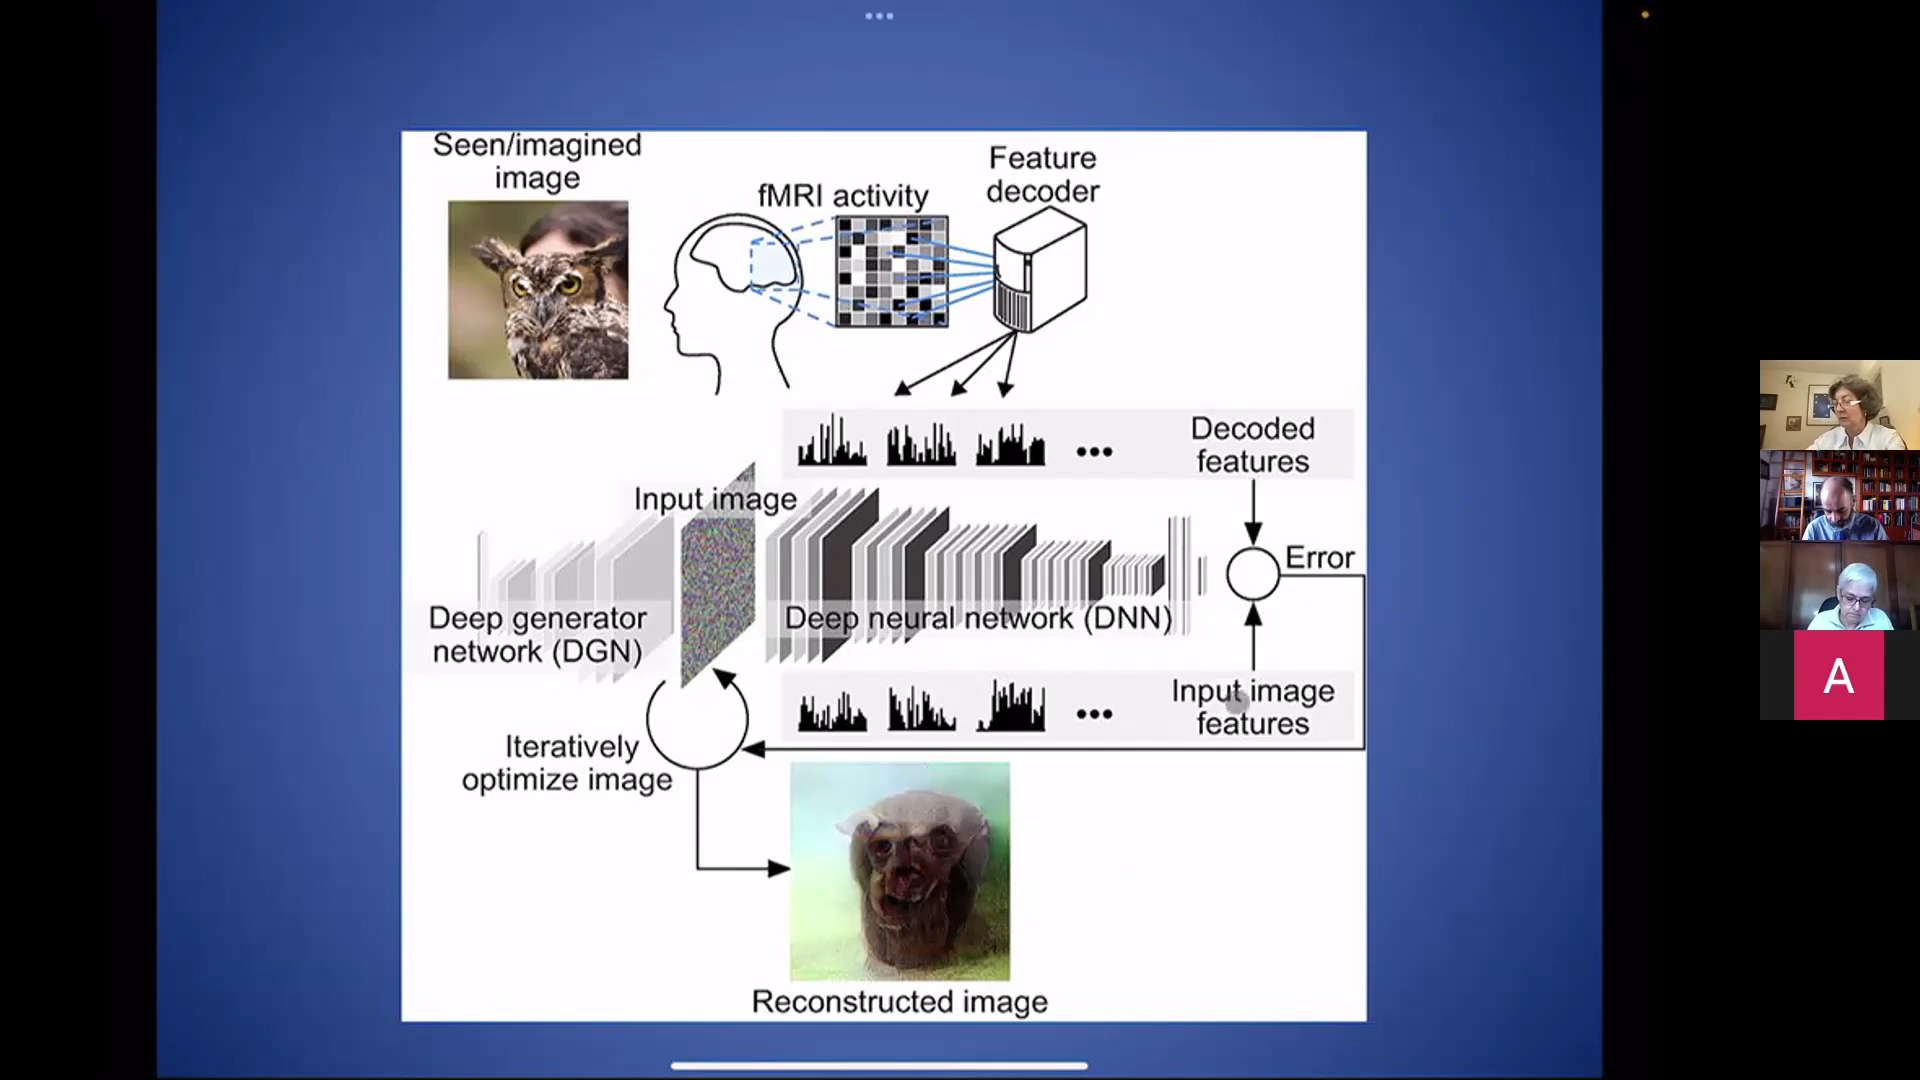 Seen/imagined
image
fMRI activity
Feature
decoder
Decoded
features
Input image
Error
Deep generator
network (DGN)
Deep neural network (DNN)
Input image
features
Iteratively
optimize image
Reconstructed image
A